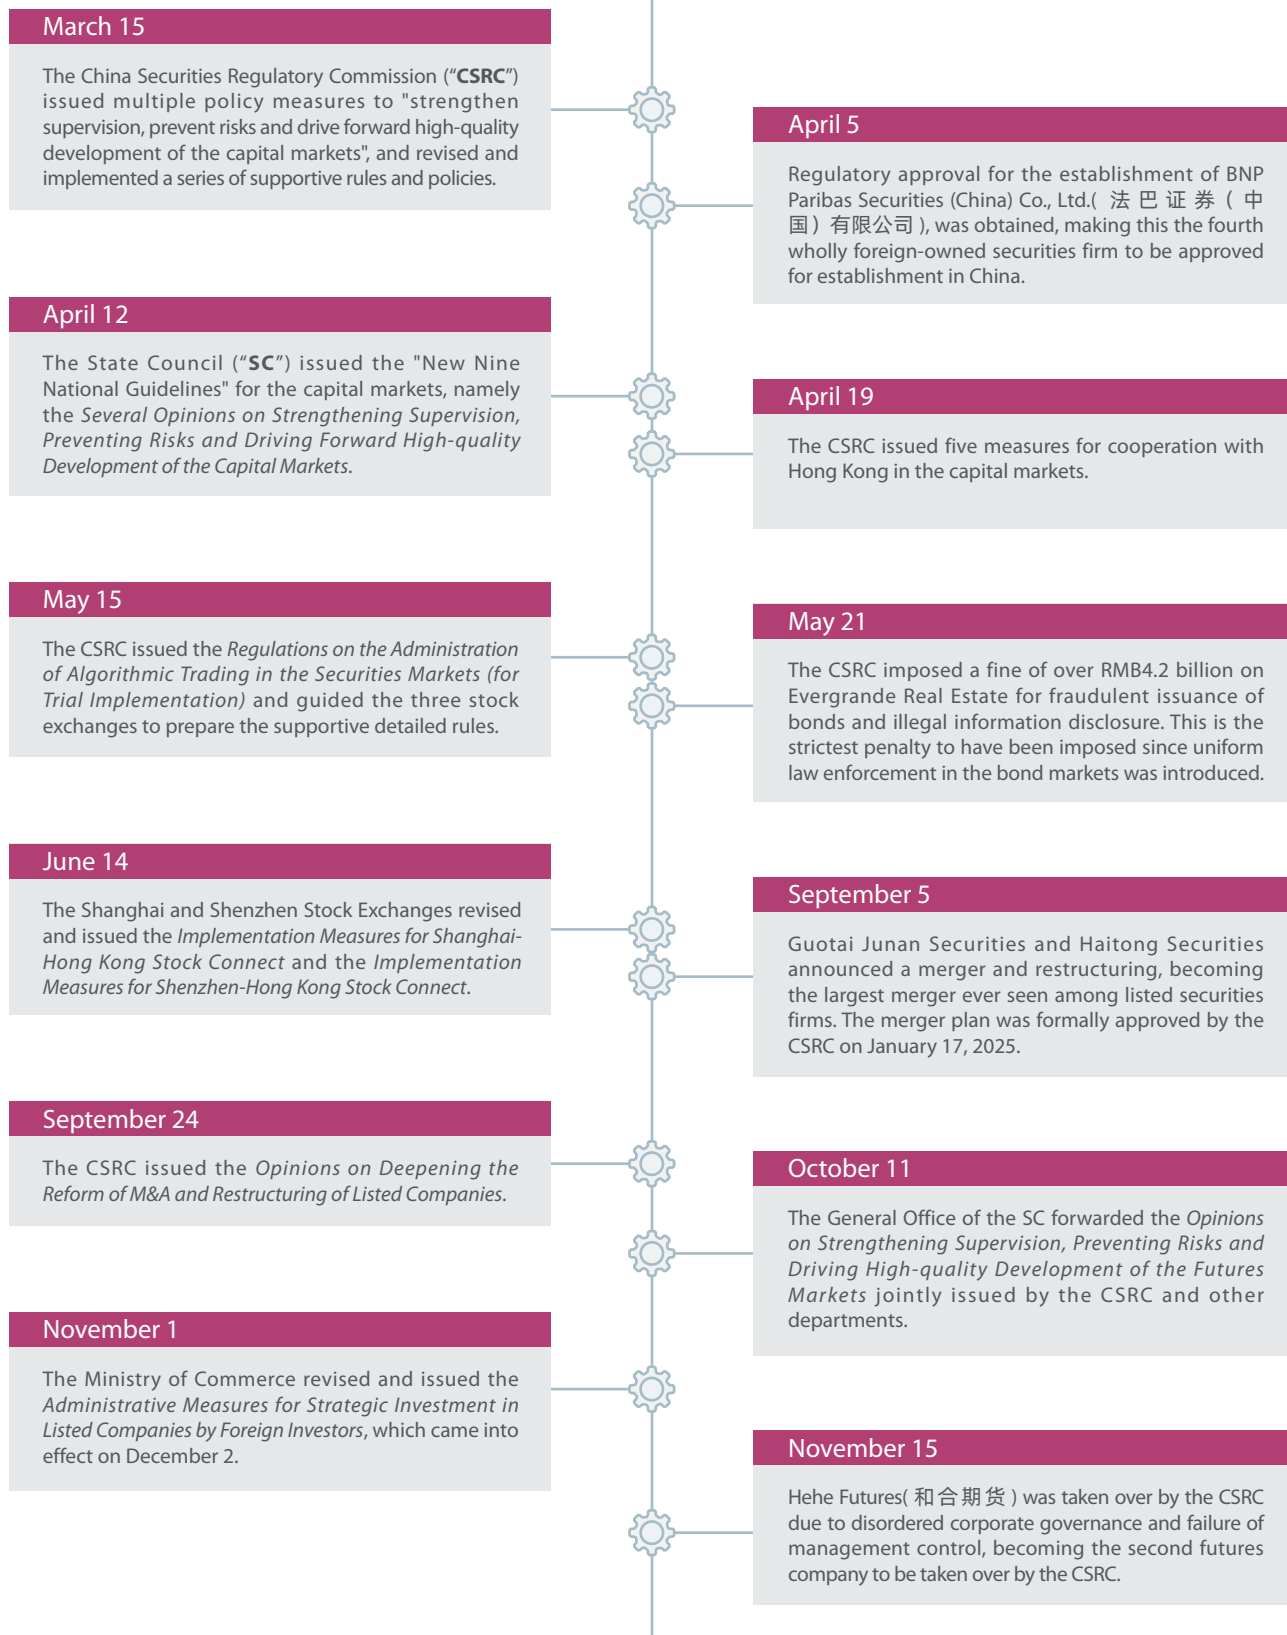 March 15
The China Securities Regulatory Commission (“CSRC”)
issued multiple policy measures to "strengthen
supervision, prevent risks and drive forward high-quality
development of the capital markets", and revised and
implemented a series of supportive rules and policies.
April 5
Regulatory approval for the establishment of BNP
Paribas Securities (China) Co., Ltd.( 法巴证券（中
国）有限公司 ), was obtained, making this the fourth
wholly foreign-owned securities firm to be approved
for establishment in China.
April 12
The State Council (“SC”) issued the "New Nine
National Guidelines" for the capital markets, namely
the Several Opinions on Strengthening Supervision,
Preventing Risks and Driving Forward High-quality
Development of the Capital Markets.
April 19
The CSRC issued five measures for cooperation with
Hong Kong in the capital markets.
May 15
The CSRC issued the Regulations on the Administration
of Algorithmic Trading in the Securities Markets (for
Trial Implementation) and guided the three stock
exchanges to prepare the supportive detailed rules.
May 21
The CSRC imposed a fine of over RMB4.2 billion on
Evergrande Real Estate for fraudulent issuance of
bonds and illegal information disclosure. This is the
strictest penalty to have been imposed since uniform
law enforcement in the bond markets was introduced.
June 14
The Shanghai and Shenzhen Stock Exchanges revised
and issued the Implementation Measures for Shanghai-
Hong Kong Stock Connect and the Implementation
Measures for Shenzhen-Hong Kong Stock Connect.
September 5
Guotai Junan Securities and Haitong Securities
announced a merger and restructuring, becoming
the largest merger ever seen among listed securities
firms. The merger plan was formally approved by the
CSRC on January 17, 2025.
September 24
The CSRC issued the Opinions on Deepening the
Reform of M&A and Restructuring of Listed Companies.
October 11
The General Office of the SC forwarded the Opinions
on Strengthening Supervision, Preventing Risks and
Driving High-quality Development of the Futures
Markets jointly issued by the CSRC and other
departments.
November 1
The Ministry of Commerce revised and issued the
Administrative Measures for Strategic Investment in
Listed Companies by Foreign Investors, which came into
effect on December 2.
November 15
Hehe Futures( 和合期货 ) was taken over by the CSRC
due to disordered corporate governance and failure of
management control, becoming the second futures
company to be taken over by the CSRC.